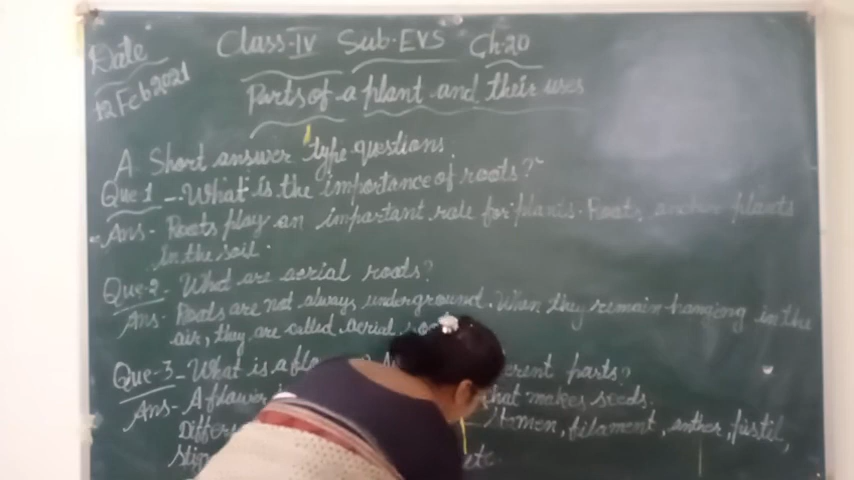 Date
12 Feb 2021
Class-IV Sub-EVS Ch-20
Parts of a plant and their uses
A Short answer type questions.
Que.1 - What is the importance of roots?
Ans - Roots play an important role for plants. Roots anchor plants
in the soil.
Que-2. What are aerial roots?
Ans - Roots are not always underground. When they remain hanging in the
air, they are called aerial
Que-3 - What is a parts?
Ans - A flower that makes seeds.
stamen, filament, anther, pistil,
etc.